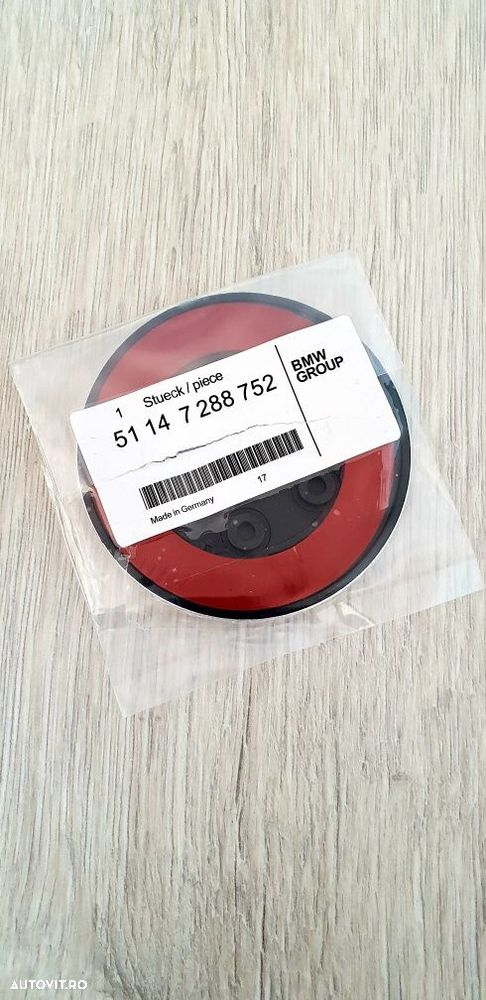 1 Stueck / piece
51 14 7 288 752
BMW
GROUP
Made in Germany
17
AUTOVIT.RO